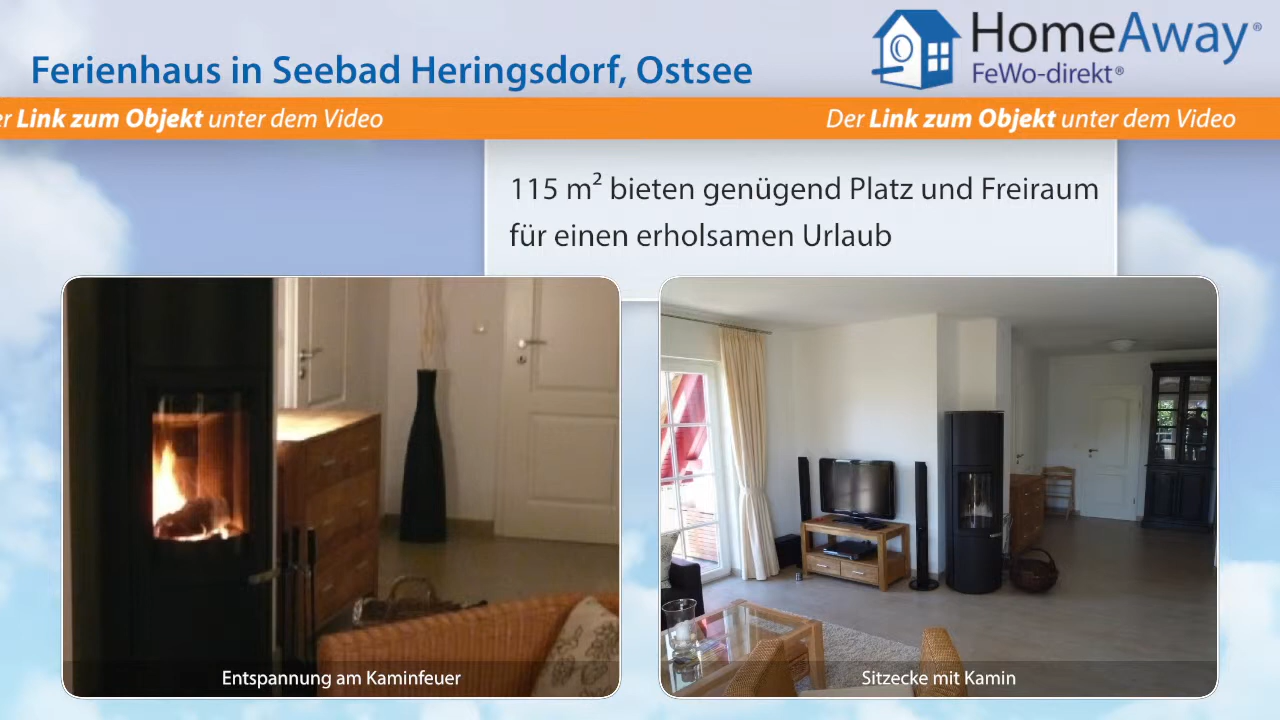 HomeAway®
FeWo-direkt®
Ferienhaus in Seebad Heringsdorf, Ostsee
Link zum Objekt unter dem Video
Der Link zum Objekt unter dem Video
115 m² bieten genügend Platz und Freiraum
für einen erholsamen Urlaub
Entspannung am Kaminfeuer
Sitzecke mit Kamin